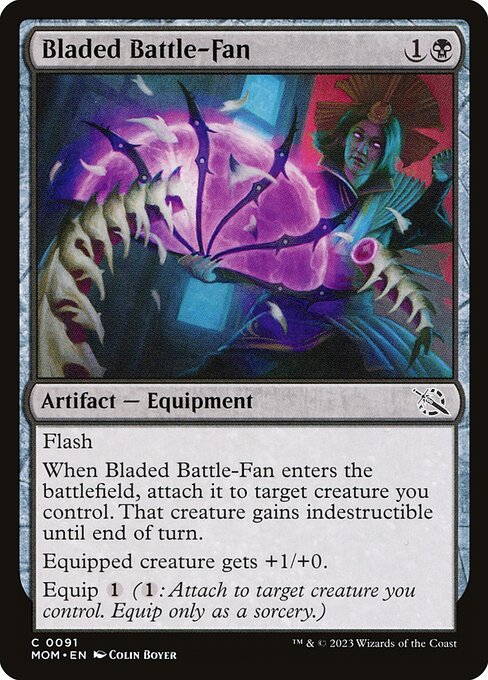 Bladed Battle-Fan 1
Artifact — Equipment
Flash
When Bladed Battle-Fan enters the
battlefield, attach it to target creature you
control. That creature gains indestructible
until end of turn.
Equipped creature gets +1/+0.
Equip 1 (1: Attach to target creature you
control. Equip only as a sorcery.)
C 0091
MOM • EN Colin Boyer
™ & © 2023 Wizards of the Coast